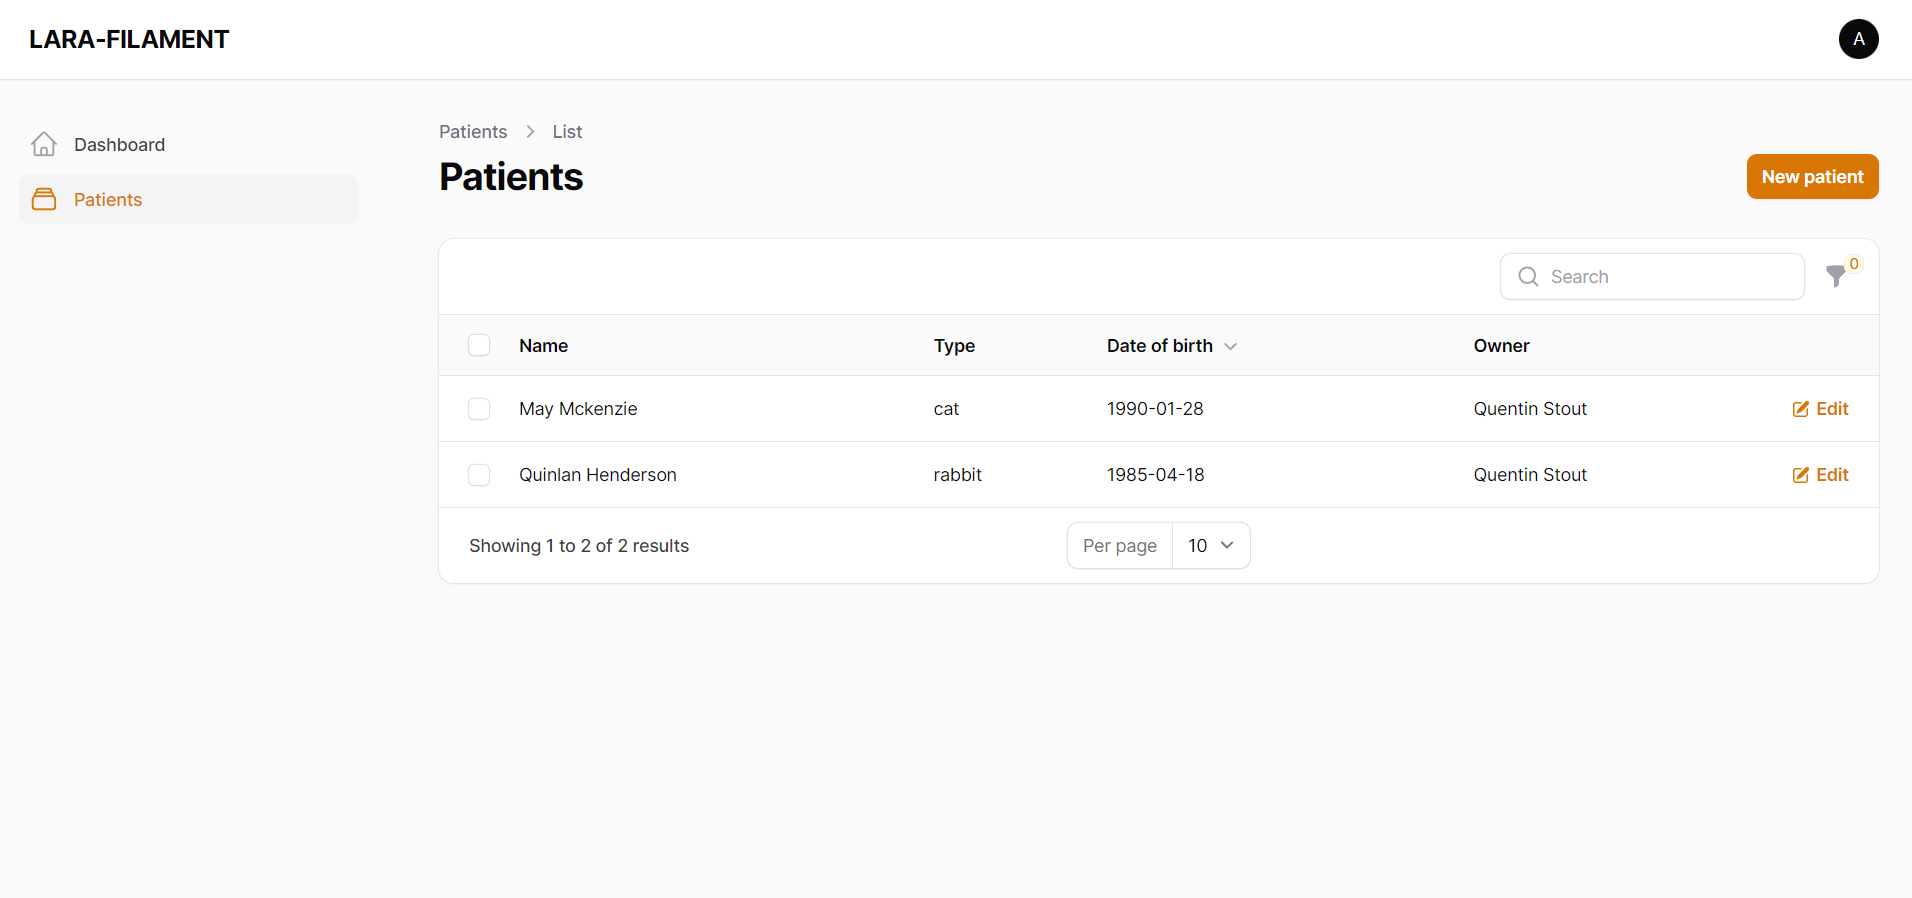 LARA-FILAMENT
A
Dashboard
Patients
Patients > List
Patients
New patient
Search
0
Name Type Date of birth Owner
May Mckenzie cat 1990-01-28 Quentin Stout Edit
Quinlan Henderson rabbit 1985-04-18 Quentin Stout Edit
Showing 1 to 2 of 2 results Per page 10